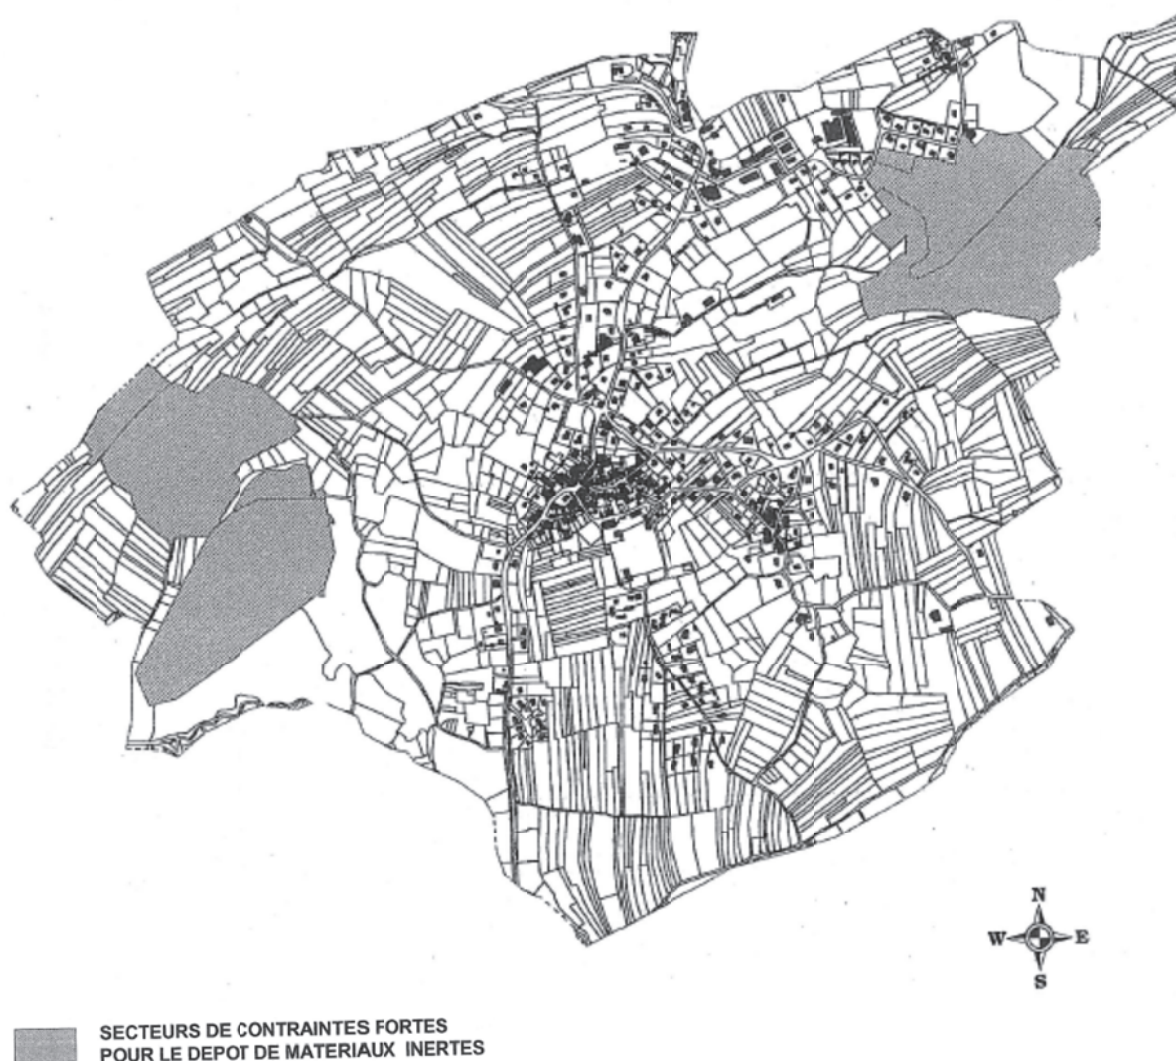 N
W E
S
SECTEURS DE CONTRAINTES FORTES
POUR LE DEPOT DE MATERIAUX INERTES